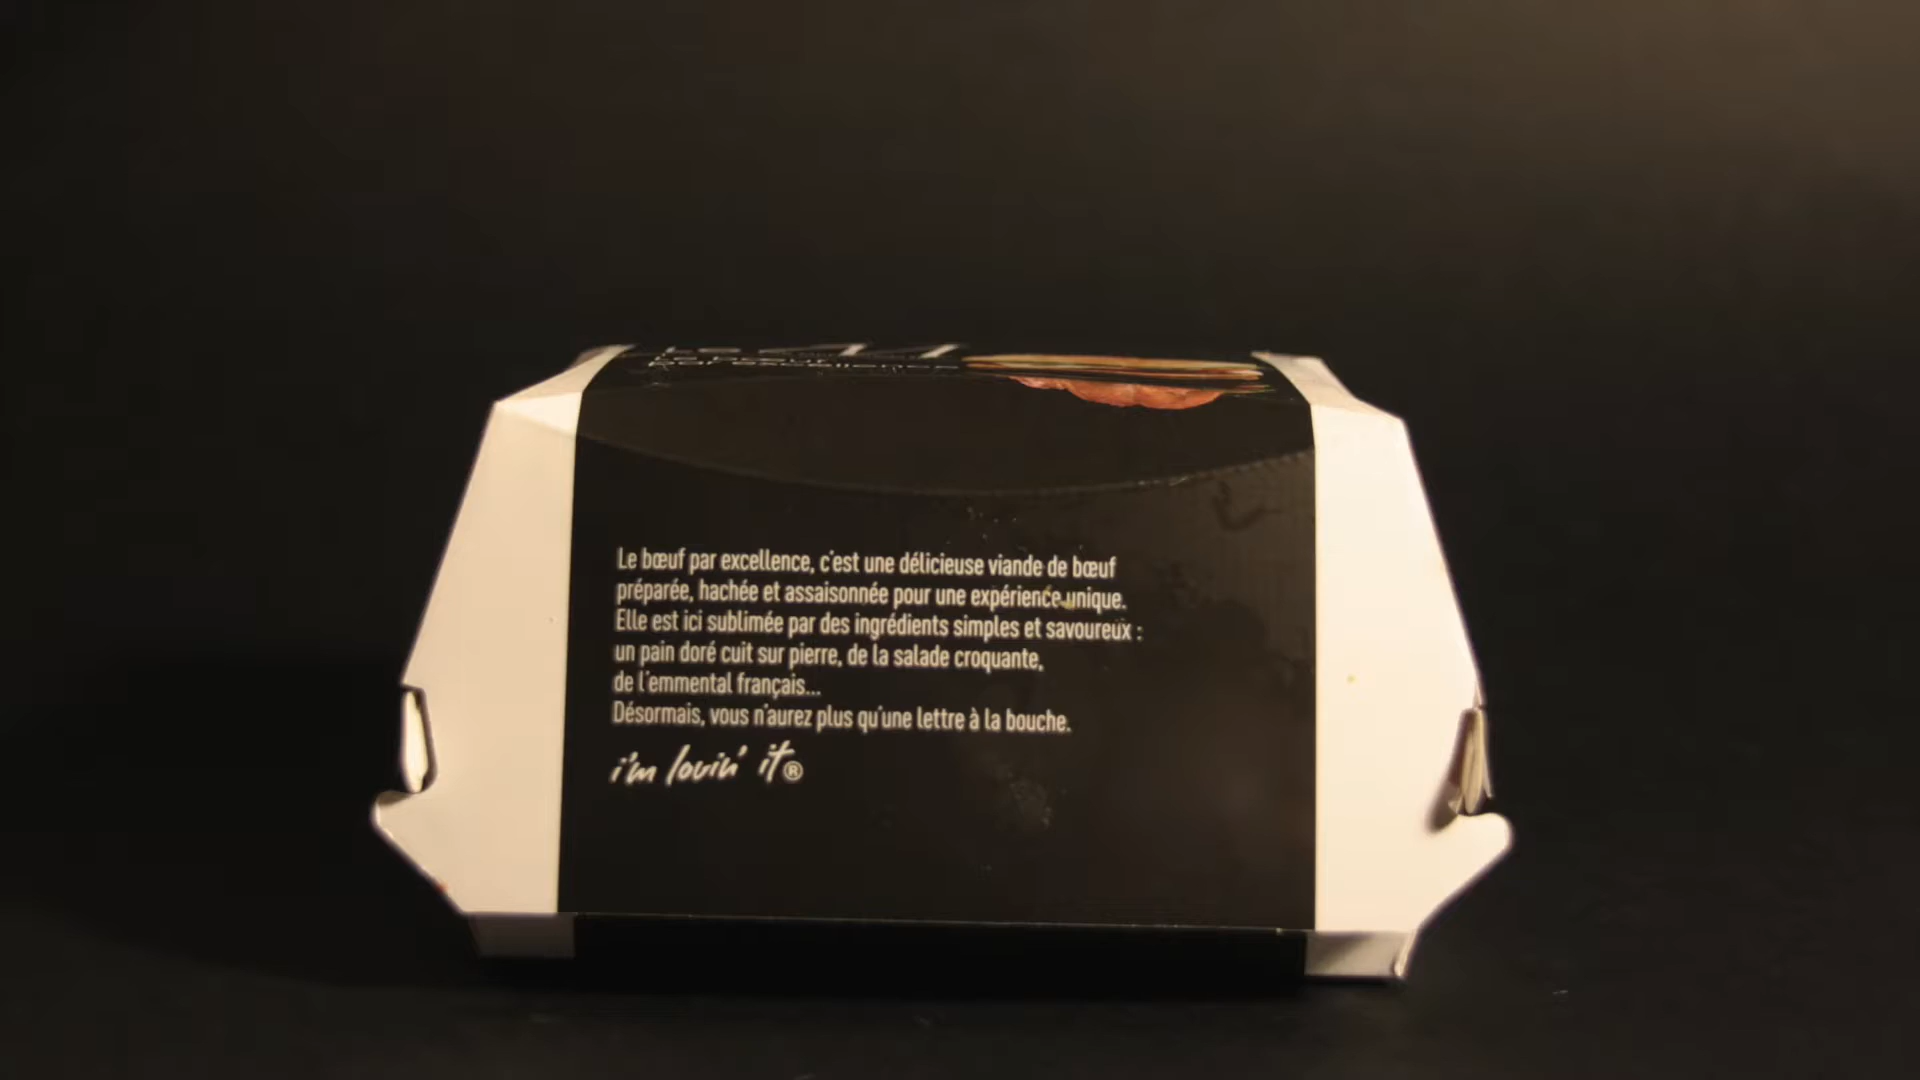 Le bœuf par excellence, c'est une délicieuse viande de bœuf
préparée, hachée et assaisonnée pour une expérience unique.
Elle est ici sublimée par des ingrédients simples et savoureux :
un pain doré cuit sur pierre, de la salade croquante,
de l'emmental français...
Désormais, vous n'aurez plus qu'une lettre à la bouche.
i'm lovin' it®